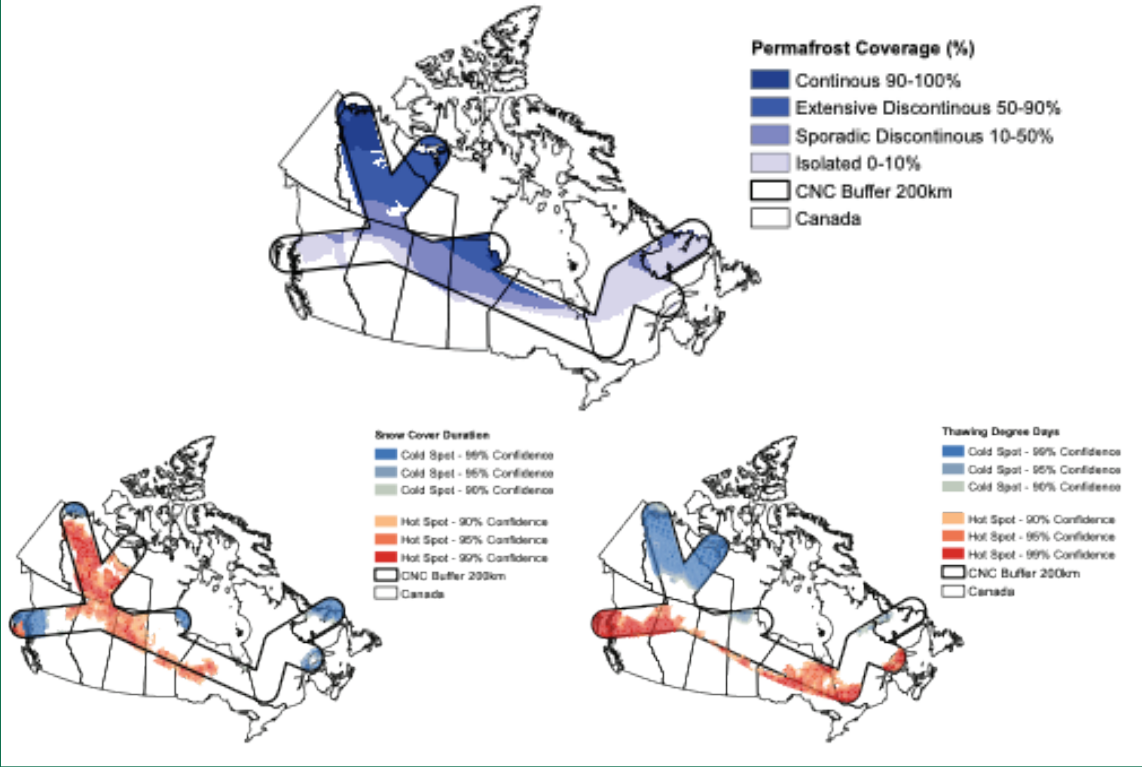 Permafrost Coverage (%)
Continous 90-100%
Extensive Discontinous 50-90%
Sporadic Discontinous 10-50%
Isolated 0-10%
CNC Buffer 200km
Canada
Snow Cover Duration
Cold Spot - 99% Confidence
Cold Spot - 95% Confidence
Cold Spot - 90% Confidence
Hot Spot - 90% Confidence
Hot Spot - 95% Confidence
Hot Spot - 99% Confidence
CNC Buffer 200km
Canada
Thawing Degree Days
Cold Spot - 99% Confidence
Cold Spot - 95% Confidence
Cold Spot - 90% Confidence
Hot Spot - 90% Confidence
Hot Spot - 95% Confidence
Hot Spot - 99% Confidence
CNC Buffer 200km
Canada